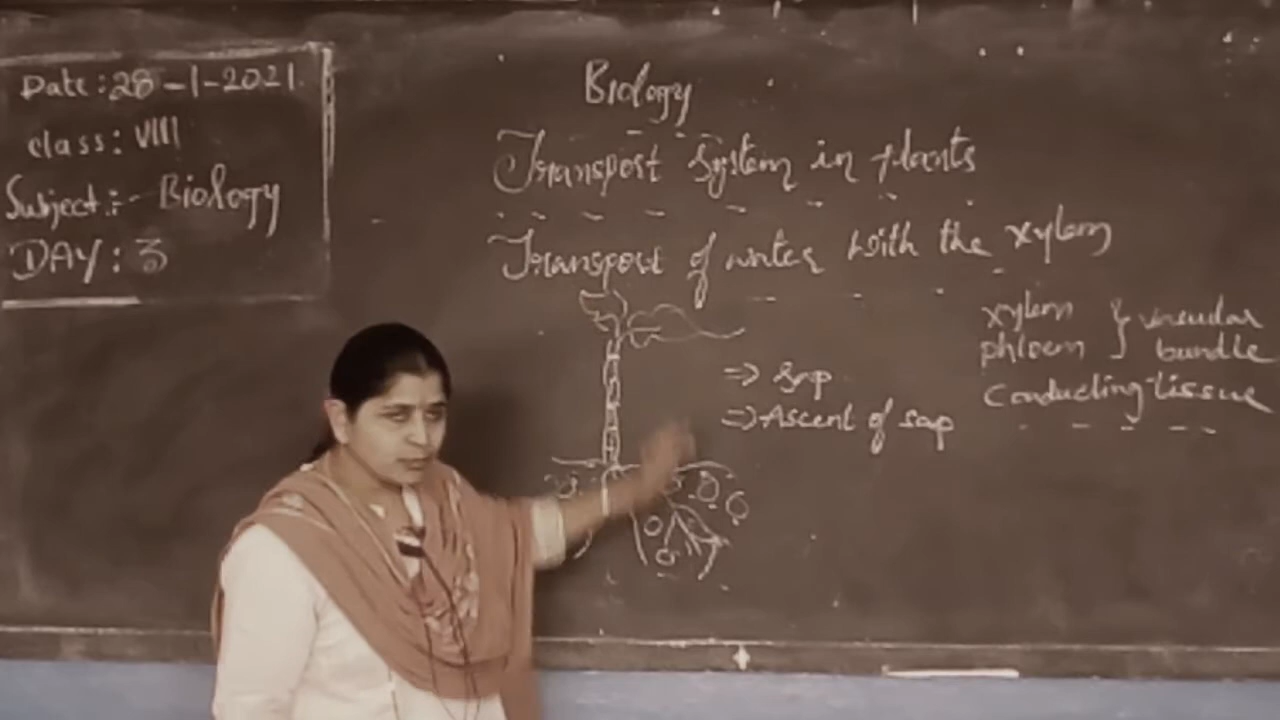 Date: 28-1-2021
class: VIII
Subject:- Biology
DAY: 3
Biology
Transport System in plants
Transport of water with the xylem
xylem } vascular
phloem bundle
Conducting tissue
⇒ Sap
⇒ Ascent of sap